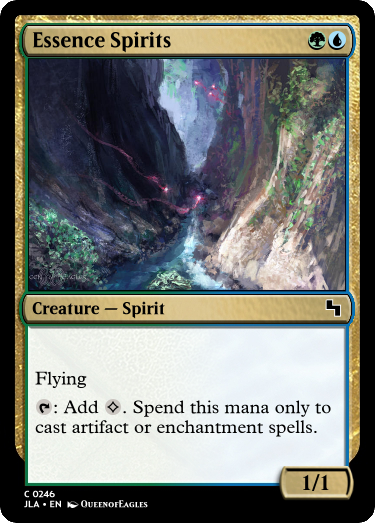 Essence Spirits
Creature — Spirit
Flying
: Add . Spend this mana only to
cast artifact or enchantment spells.
1/1
C 0246
JLA • EN QueenofEagles